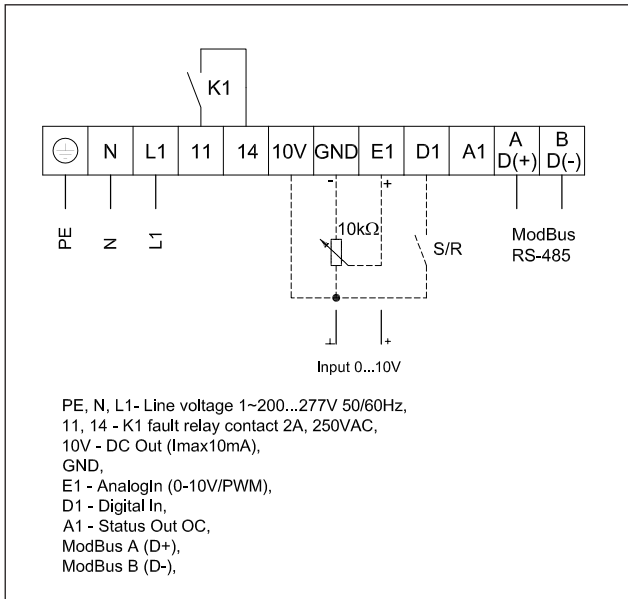 K1
N L1 11 14 10V GND E1 D1 A1 A D(+) B D(-)
- +
PE N L1
10kΩ
S/R
ModBus
RS-485
⊥ +
Input 0...10V
PE, N, L1- Line voltage 1~200...277V 50/60Hz,
11, 14 - K1 fault relay contact 2A, 250VAC,
10V - DC Out (Imax10mA),
GND,
E1 - AnalogIn (0-10V/PWM),
D1 - Digital In,
A1 - Status Out OC,
ModBus A (D+),
ModBus B (D-),